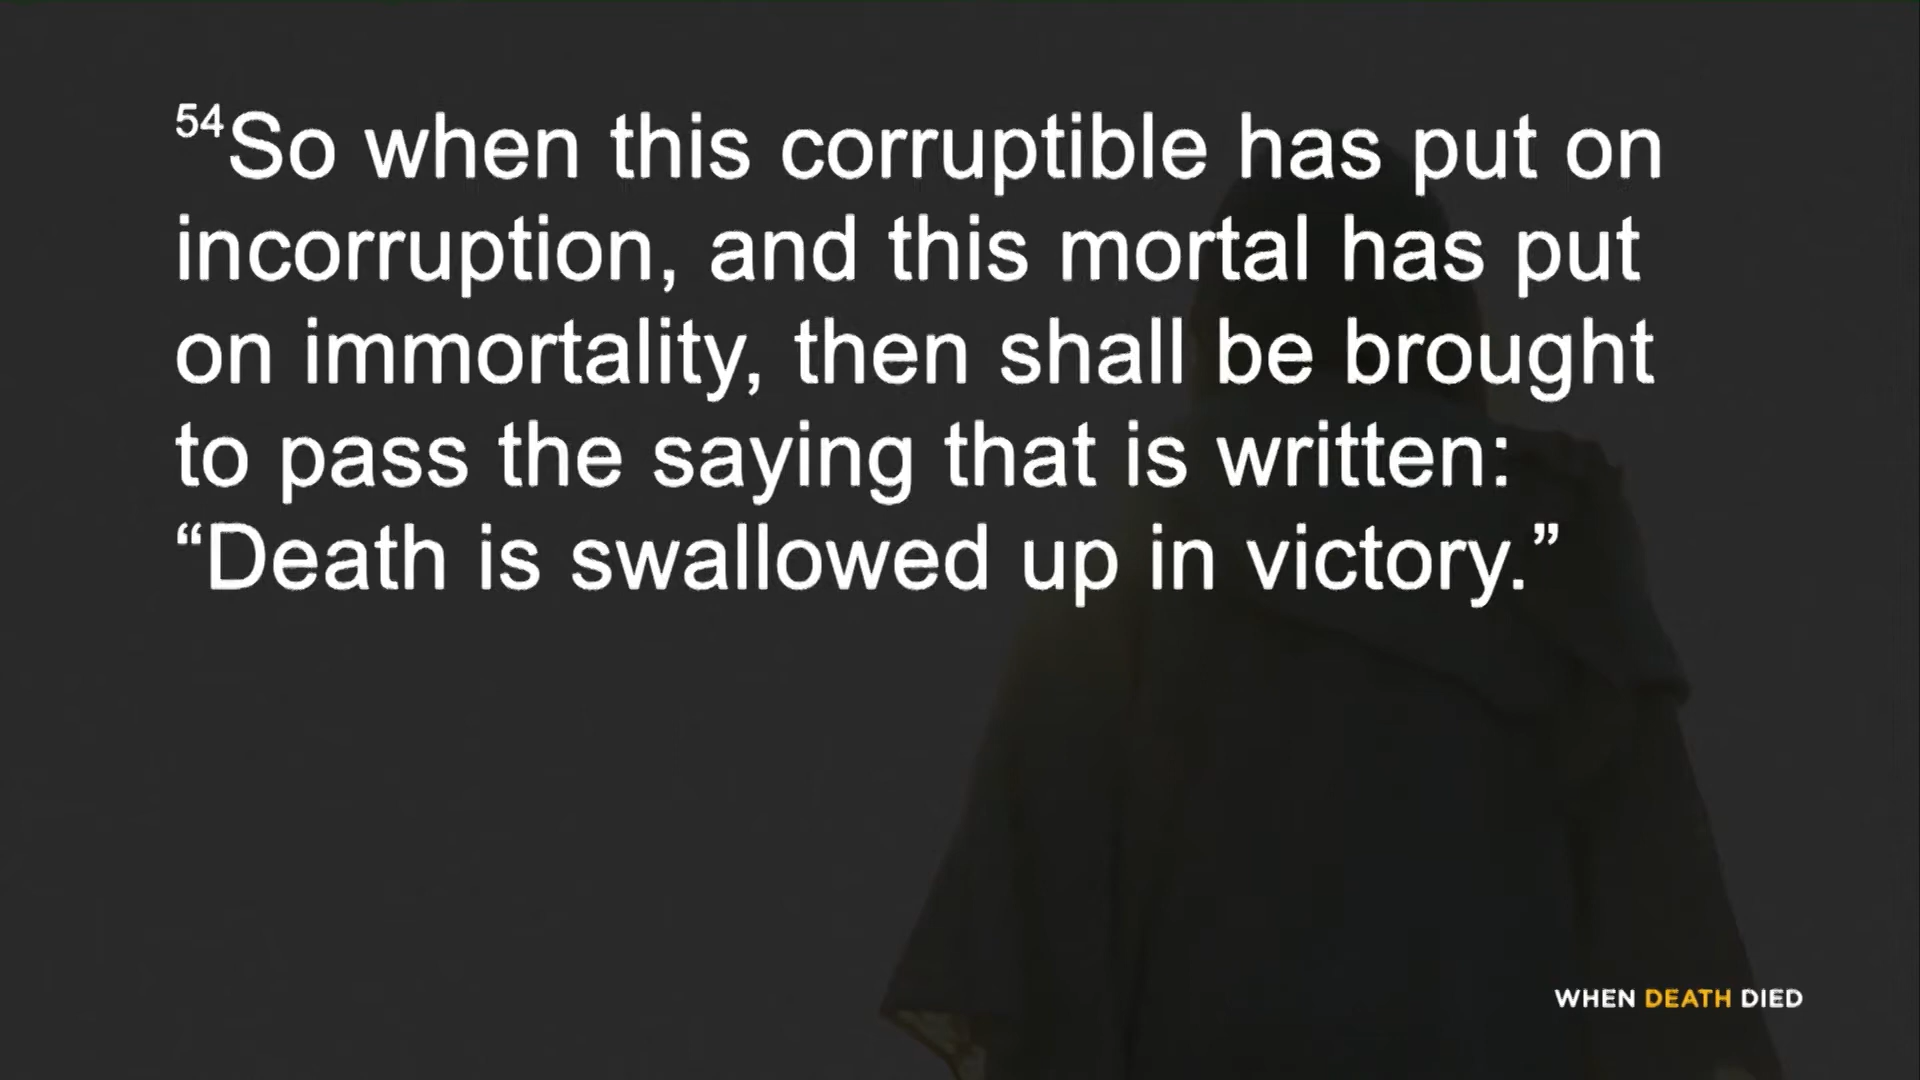 54So when this corruptible has put on
incorruption, and this mortal has put
on immortality, then shall be brought
to pass the saying that is written:
“Death is swallowed up in victory.”
WHEN DEATH DIED